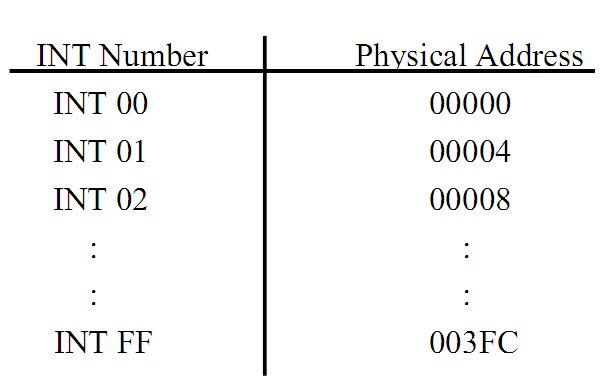 INT Number Physical Address
INT 00 00000
INT 01 00004
INT 02 00008
: :
: :
INT FF 003FC